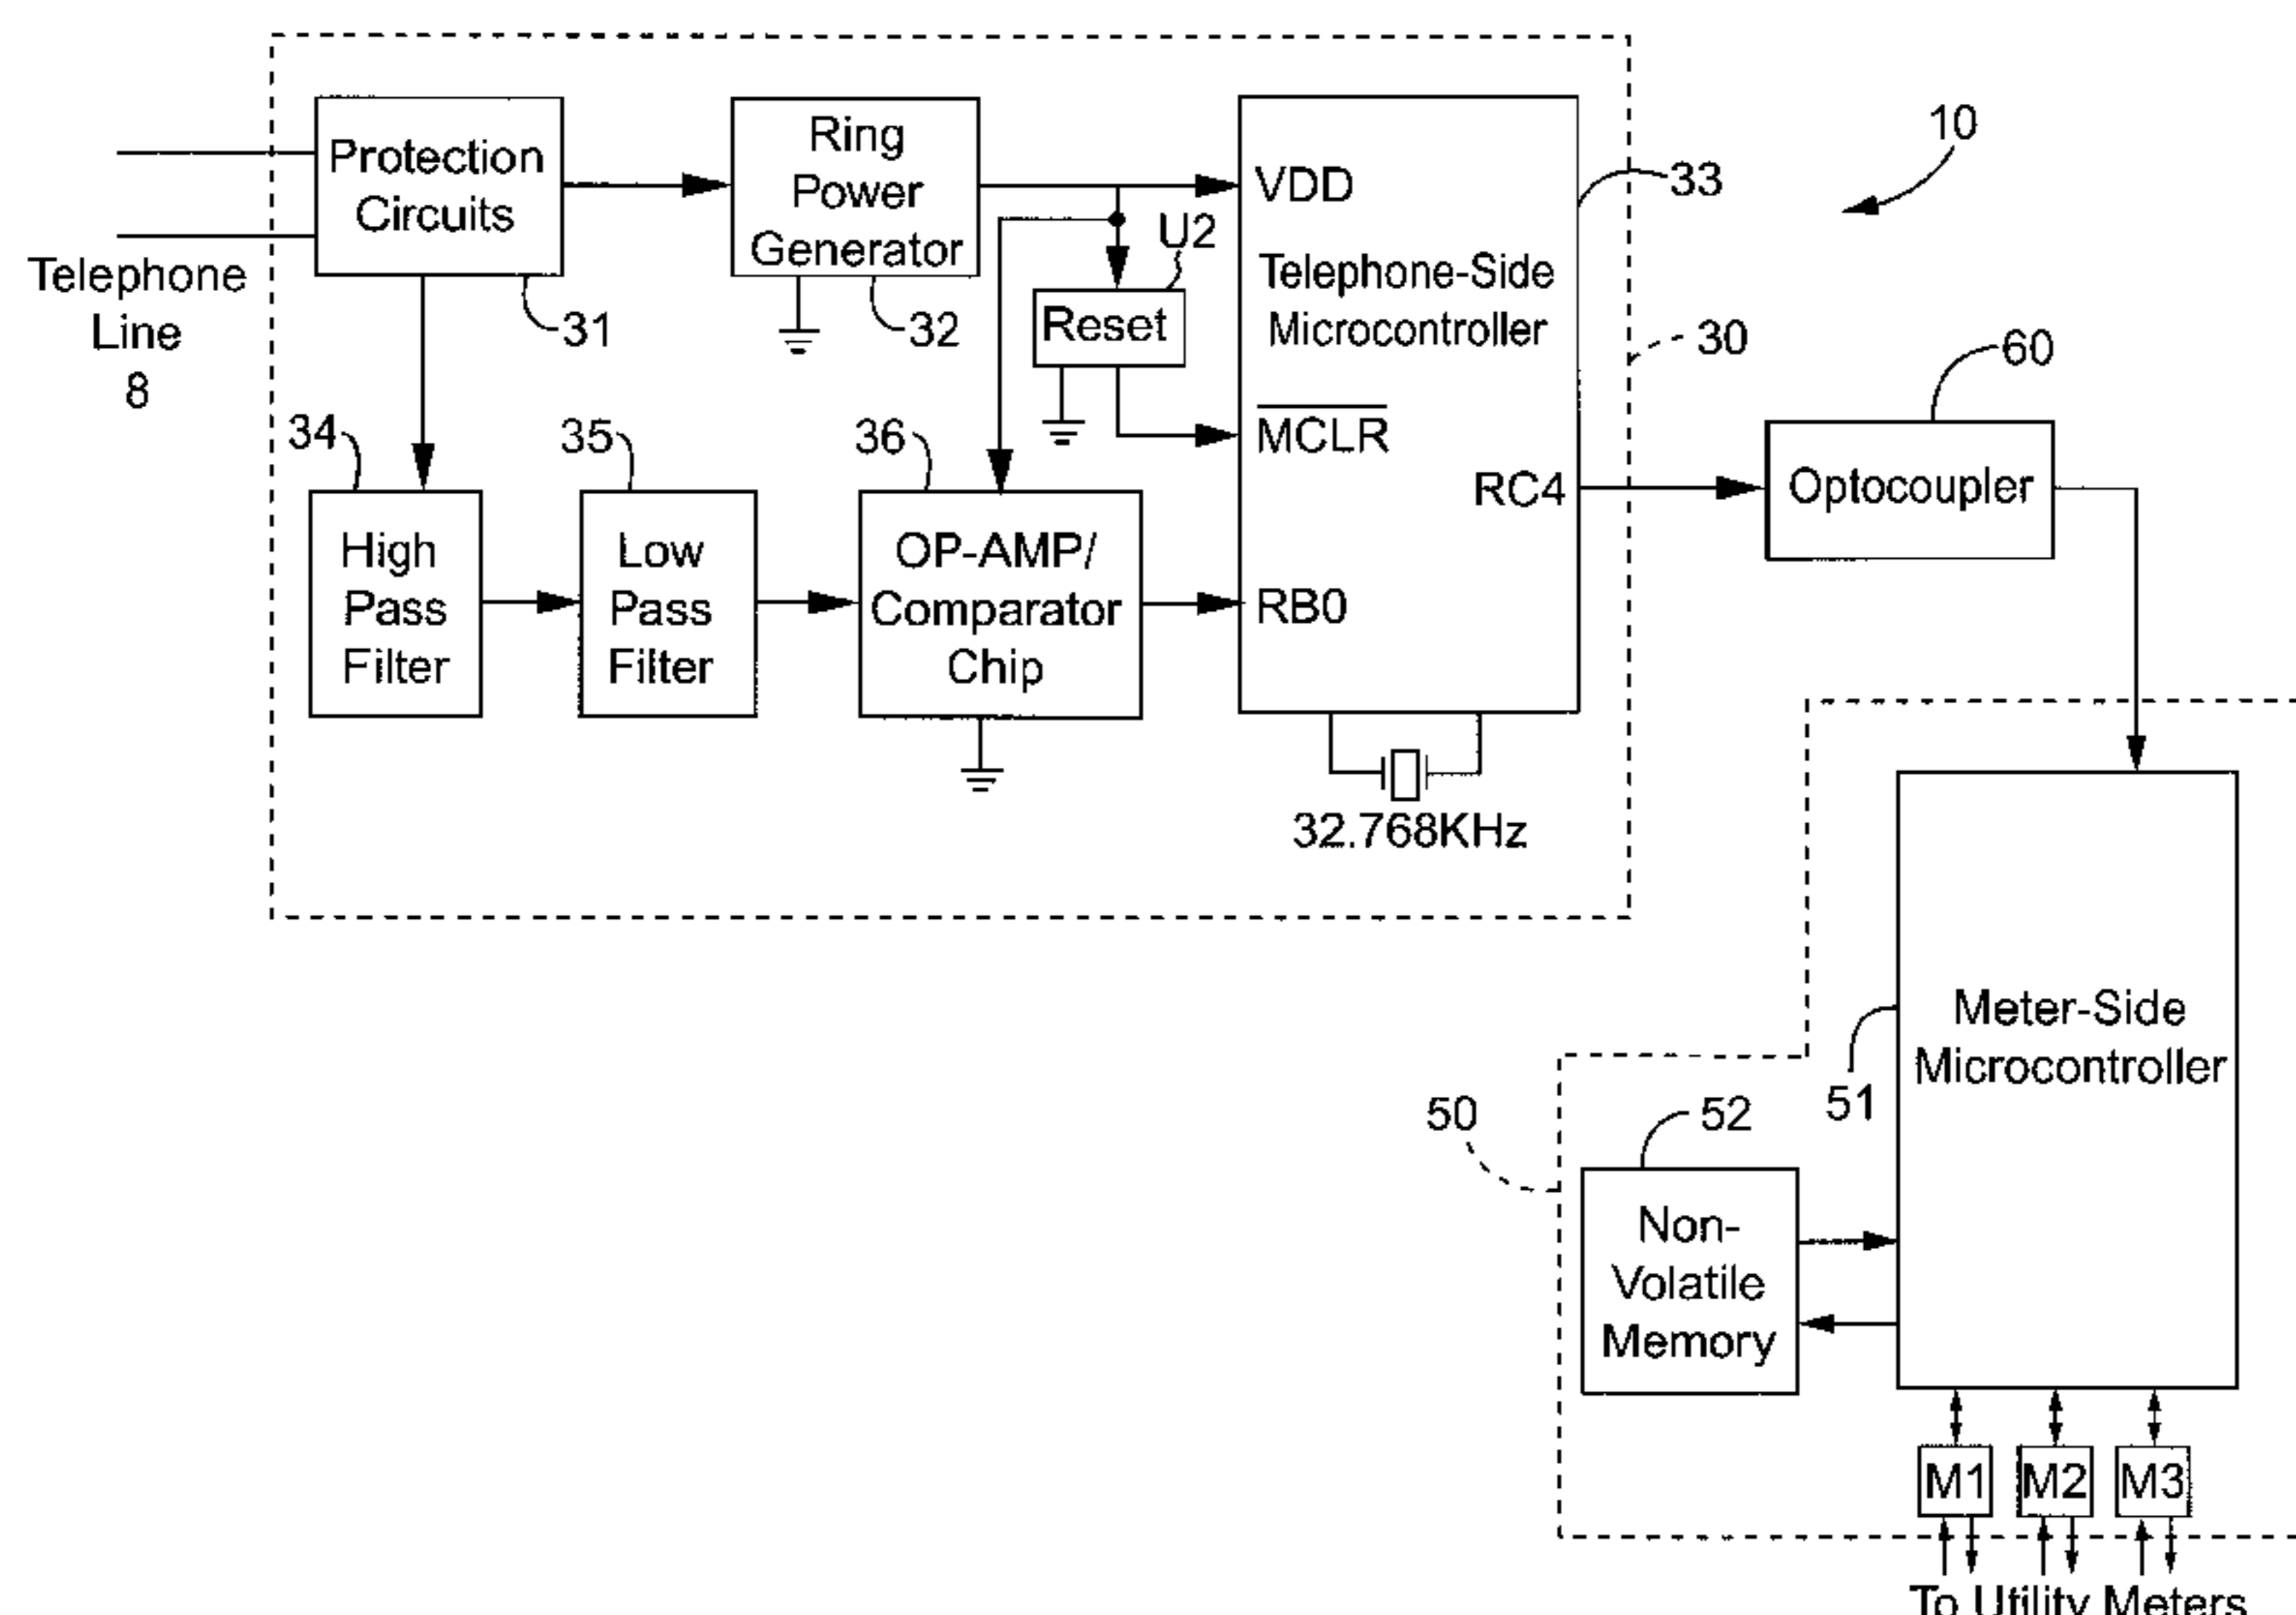 Telephone
Line
8
Protection
Circuits
31
Ring
Power
Generator
32
U2
Reset
VDD
Telephone-Side
Microcontroller
MCLR
RC4
RB0
33
10
30
34
High
Pass
Filter
35
Low
Pass
Filter
36
OP-AMP/
Comparator
Chip
32.768KHz
60
Optocoupler
50
52
Non-
Volatile
Memory
51
Meter-Side
Microcontroller
M1
M2
M3
To Utility Meters